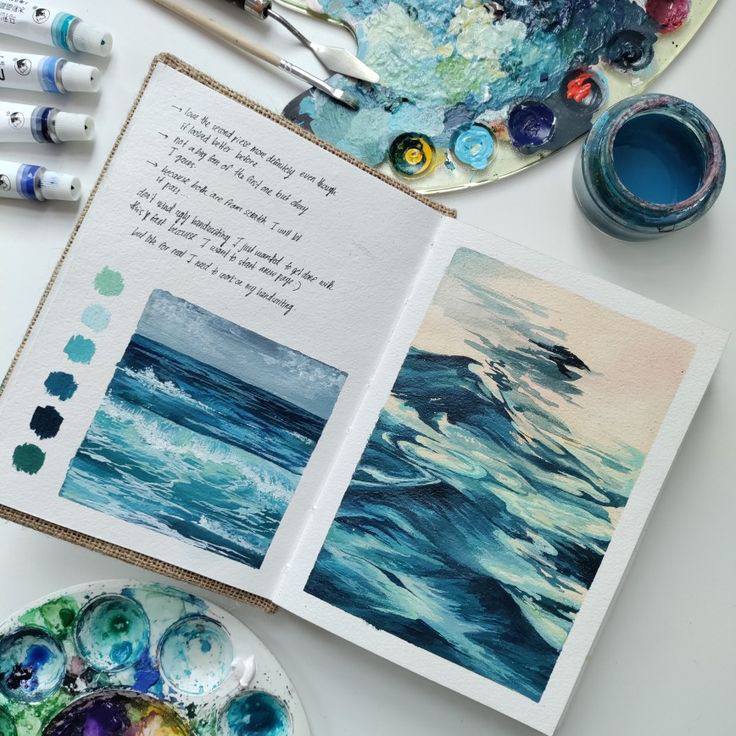 → love the second piece more definitely even though
it looked better before
→ not a big fan of the first one but okay
I guess
→ because both are from scratch I will let
it pass
don't mind ugly handwriting I just wanted to get done with
this y'feel because I want to start a new page :)
but like for real I need to work on my handwriting.